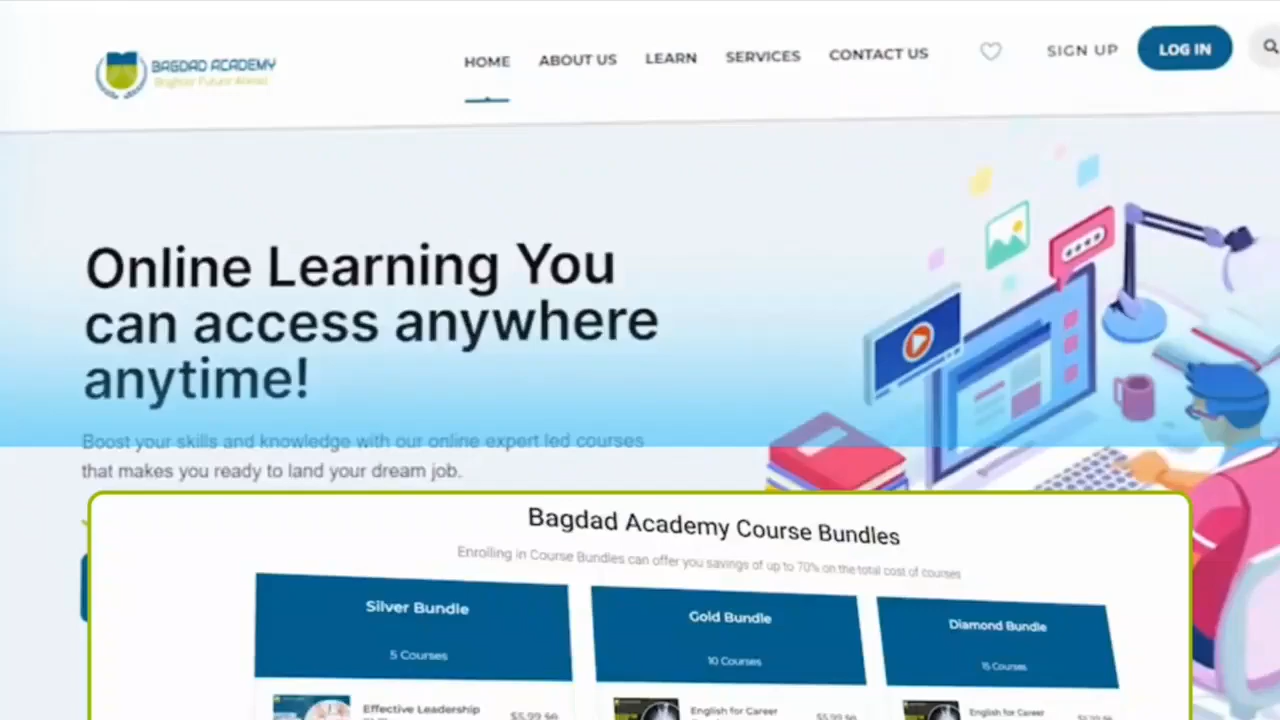 BAGDAD ACADEMY
Brighter Future Ahead
HOME
ABOUT US
LEARN
SERVICES
CONTACT US
SIGN UP
LOG IN
Online Learning You
can access anywhere
anytime!
Boost your skills and knowledge with our online expert led courses
that makes you ready to land your dream job.
Bagdad Academy Course Bundles
Enrolling in Course Bundles can offer you savings of up to 70% on the total cost of courses
Silver Bundle
5 Courses
Gold Bundle
10 Courses
Diamond Bundle
15 Courses
Effective Leadership
English for Career
English for Career